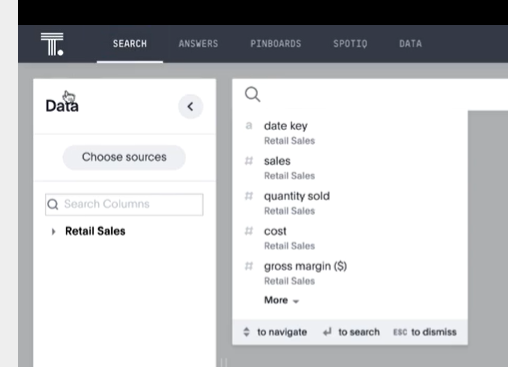 SEARCH ANSWERS PINBOARDS SPOTIQ DATA
Data
Choose sources
Search Columns
Retail Sales
a date key
Retail Sales
# sales
Retail Sales
# quantity sold
Retail Sales
# cost
Retail Sales
# gross margin ($)
Retail Sales
More
to navigate to search ESC to dismiss